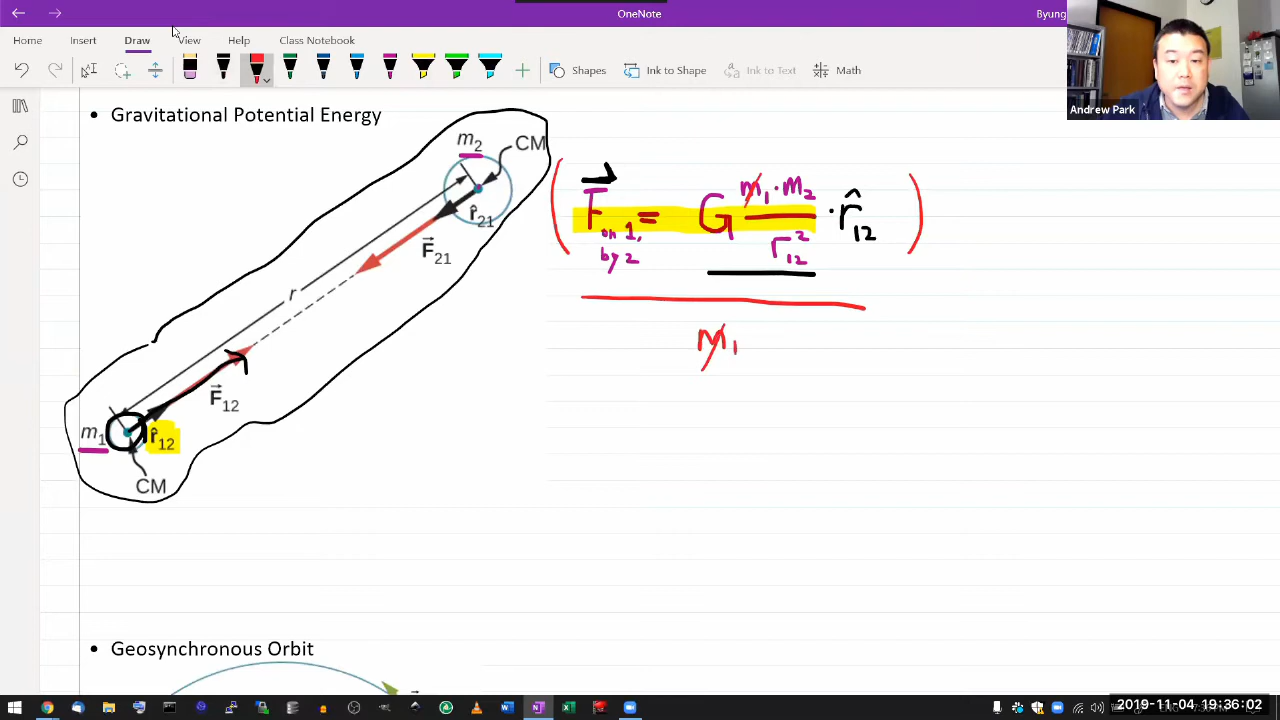 OneNote
Byung
Home Insert Draw View Help Class Notebook
Shapes Ink to Shape Ink to Text Math
Andrew Park
• Gravitational Potential Energy
m₂
CM
r̂₂₁
F⃗₂₁
r
F⃗₁₂
m₁
r̂₁₂
CM
( F⃗ on 1, by 2 = G m₁·m₂ / r₁₂² · r̂₁₂ )
m₁
• Geosynchronous Orbit
2019-11-04 19:36:02